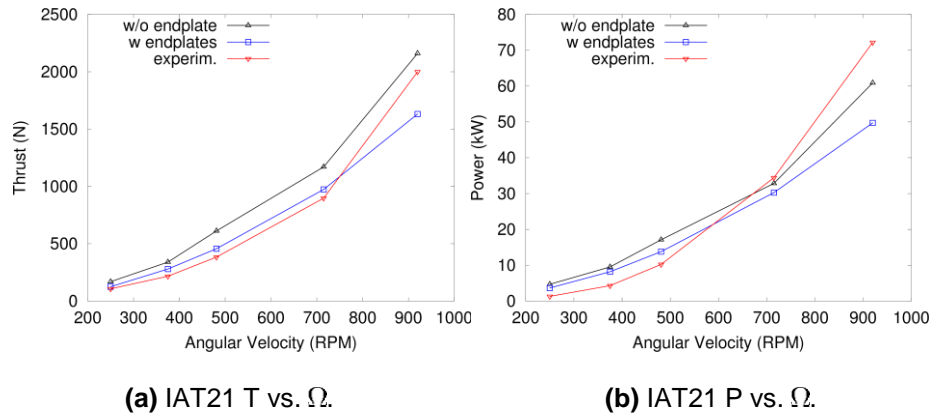 w/o endplate
w endplates
experim.
2500
2000
1500
1000
500
0
Thrust (N)
200 300 400 500 600 700 800 900 1000
Angular Velocity (RPM)
(a) IAT21 T vs. Ω.
w/o endplate
w endplates
experim.
80
70
60
50
40
30
20
10
0
Power (kW)
200 300 400 500 600 700 800 900 1000
Angular Velocity (RPM)
(b) IAT21 P vs. Ω.